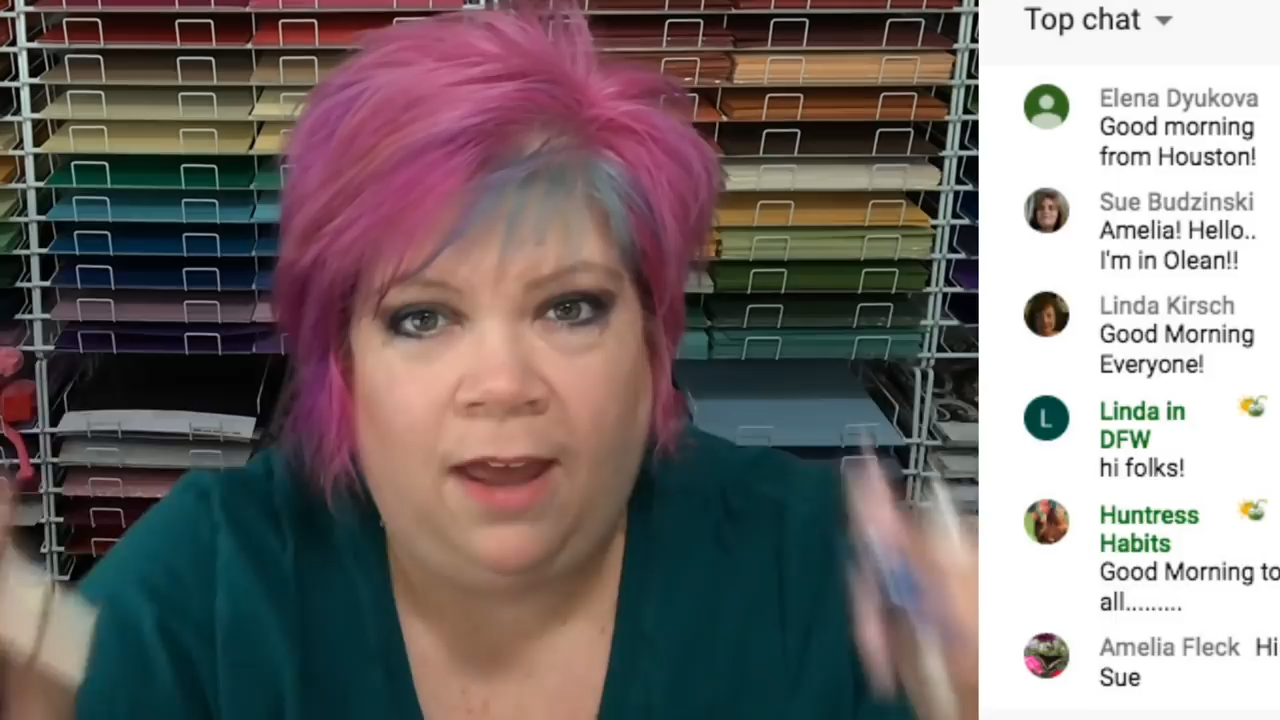 Top chat
Elena Dyukova
Good morning
from Houston!
Sue Budzinski
Amelia! Hello..
I'm in Olean!!
Linda Kirsch
Good Morning
Everyone!
L
Linda in
DFW
hi folks!
Huntress
Habits
Good Morning to
all.........
Amelia Fleck Hi
Sue